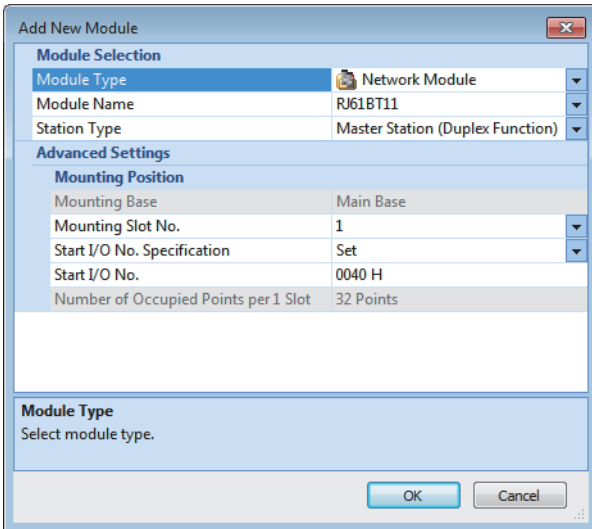 Add New Module
Module Selection
Module Type Network Module
Module Name RJ61BT11
Station Type Master Station (Duplex Function)
Advanced Settings
Mounting Position
Mounting Base Main Base
Mounting Slot No. 1
Start I/O No. Specification Set
Start I/O No. 0040 H
Number of Occupied Points per 1 Slot 32 Points
Module Type
Select module type.
OK Cancel